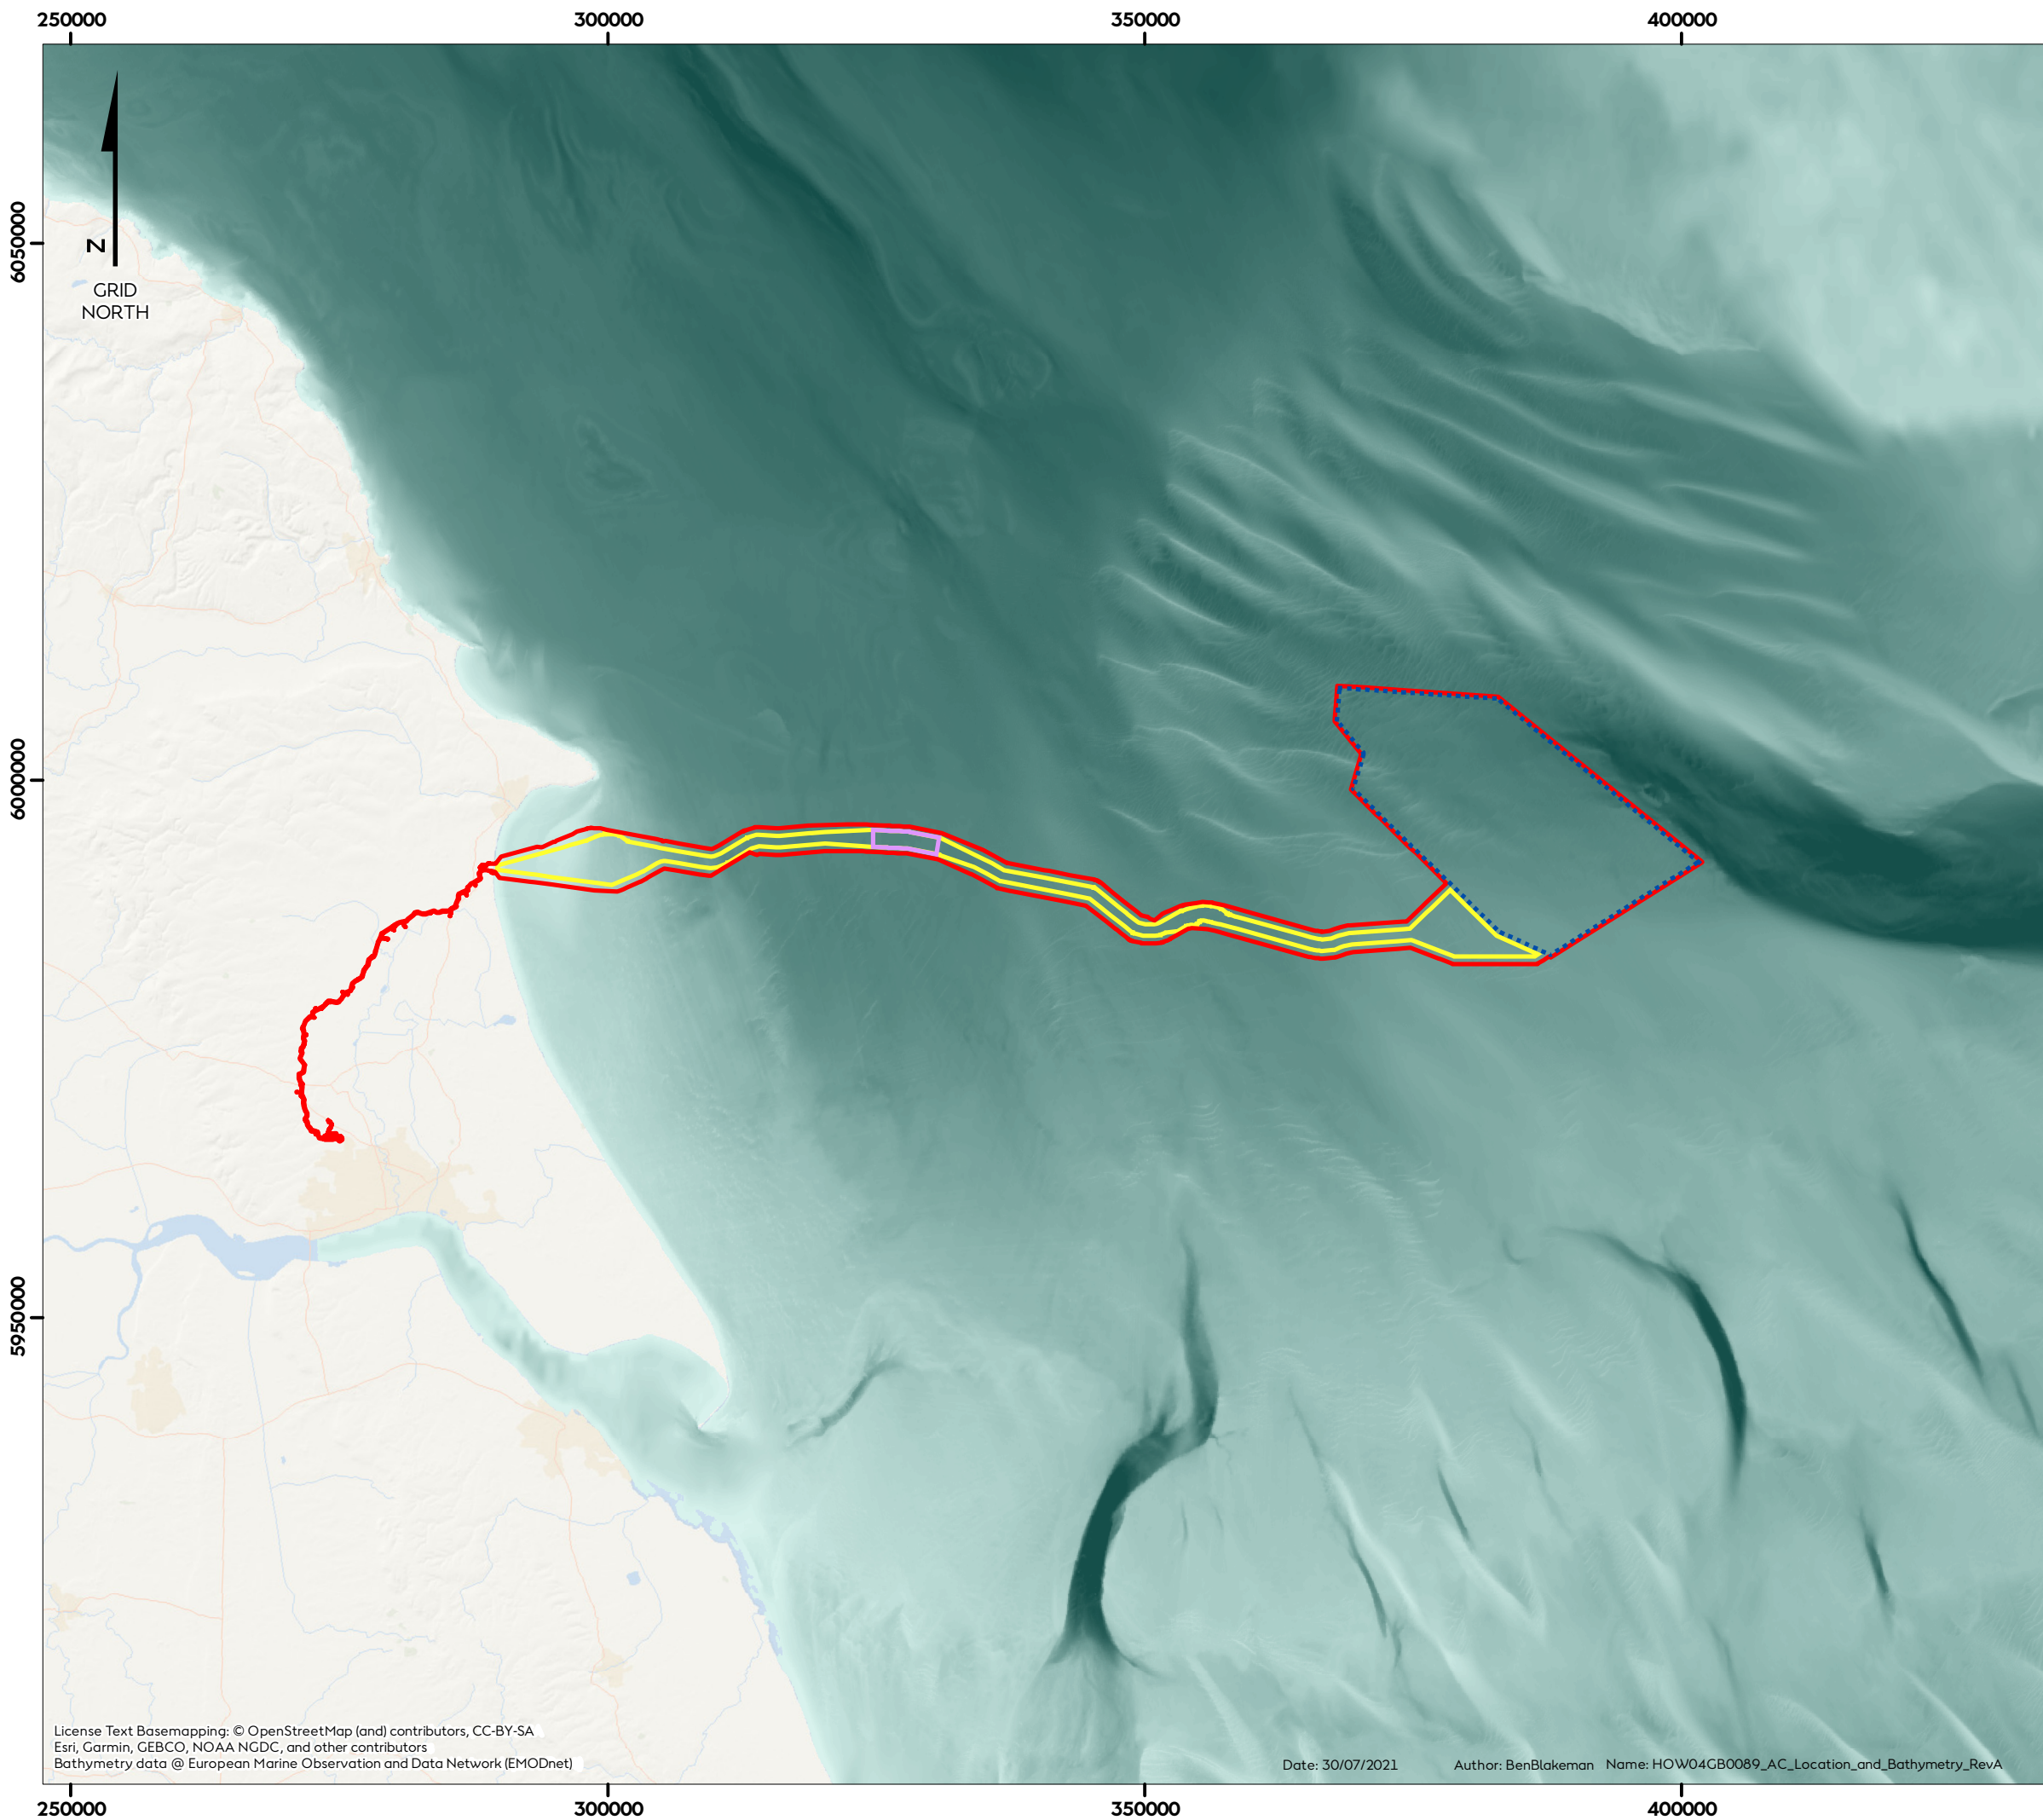 250000 300000 350000 400000
6050000
N
GRID
NORTH
6000000
5950000
License Text Basemapping: © OpenStreetMap (and) contributors, CC-BY-SA
Esri, Garmin, GEBCO, NOAA NGDC, and other contributors
Bathymetry data @ European Marine Observation and Data Network (EMODnet)
Date: 30/07/2021 Author: BenBlakeman Name: HOW04GB0089_AC_Location_and_Bathymetry_RevA
250000 300000 350000 400000